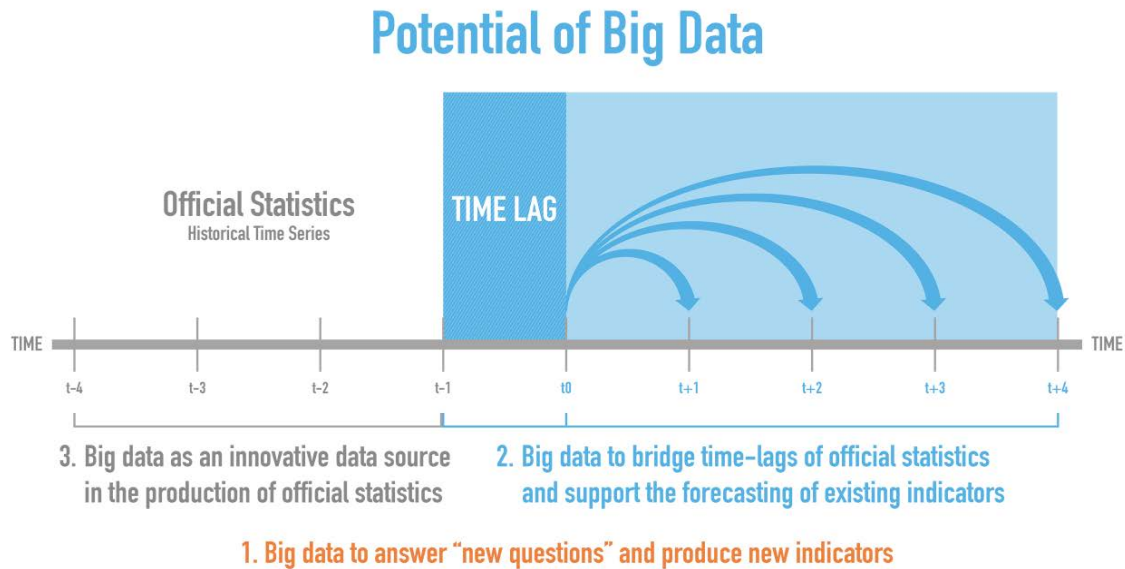 Potential of Big Data
Official Statistics
Historical Time Series
TIME LAG
TIME
TIME
t-4
t-3
t-2
t-1
t0
t+1
t+2
t+3
t+4
3. Big data as an innovative data source
in the production of official statistics
2. Big data to bridge time-lags of official statistics
and support the forecasting of existing indicators
1. Big data to answer “new questions” and produce new indicators